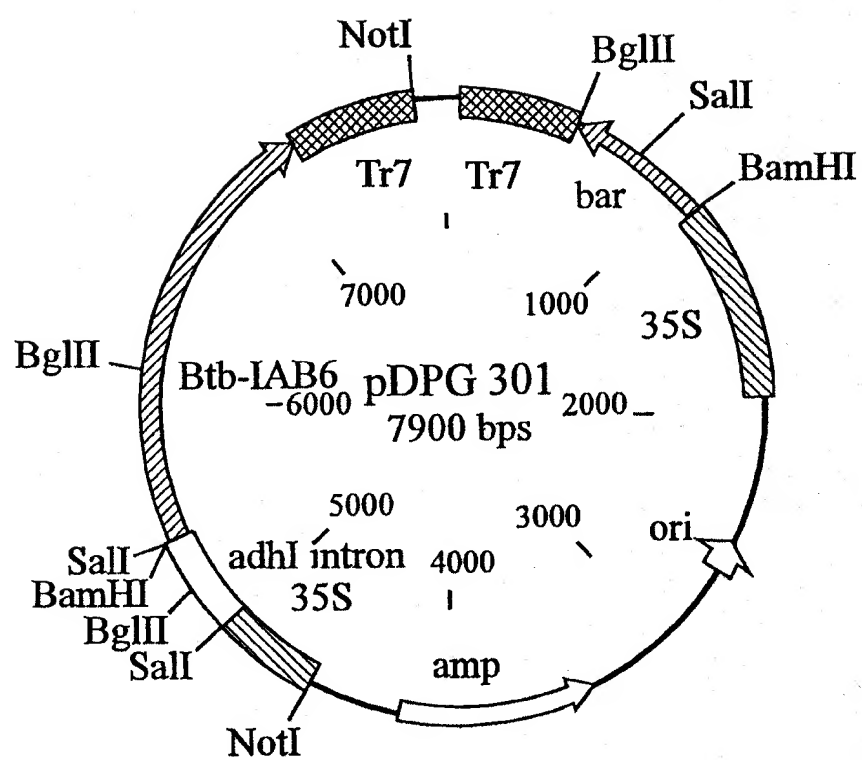 NotI
BglII
SalI
BamHI
Tr7
Tr7
bar
7000
1000
35S
BglII
Btb-IAB6
pDPG 301
-6000
2000
7900 bps
5000
3000
ori
SalI
adhI intron
4000
BamHI
35S
BglII
SalI
amp
NotI